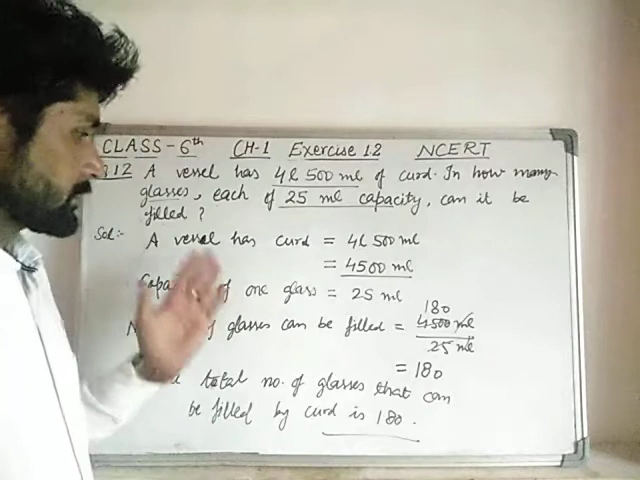 CLASS-6th CH-1 Exercise 1.2 NCERT
12 A vessel has 4l 500 ml of curd. In how many
glasses, each of 25 ml capacity, can it be
filled?
Sol:- A vessel has curd = 4l 500 ml
= 4500 ml
of one glass = 25 ml
180
of glasses can be filled = 4500 ml
25 ml
= 180
total no. of glasses that can
be filled by curd is 180.